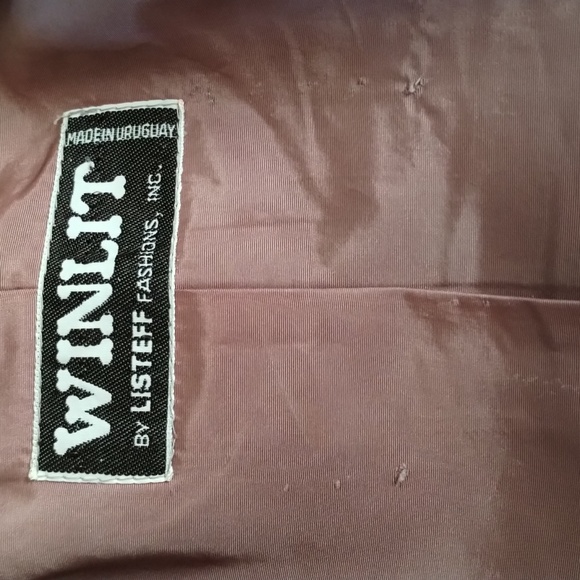 MADE IN URUGUAY
WINLIT
BY LISTEFF FASHIONS, INC.